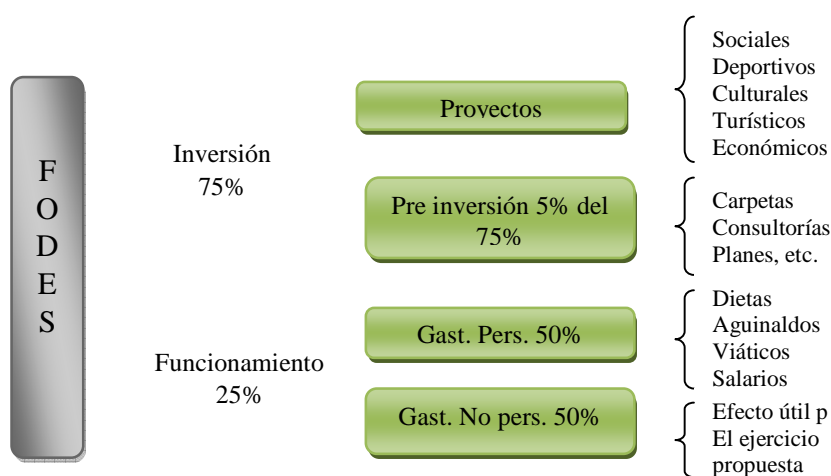 FODES
Inversión
75%
Proyectos
Sociales
Deportivos
Culturales
Turísticos
Económicos
Pre inversión 5% del
75%
Carpetas
Consultorías
Planes, etc.
Funcionamiento
25%
Gast. Pers. 50%
Dietas
Aguinaldos
Viáticos
Salarios
Gast. No pers. 50%
Efecto útil p
El ejercicio
propuesta